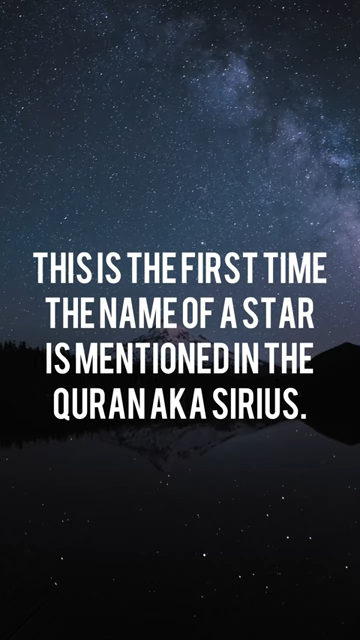 THIS IS THE FIRST TIME
THE NAME OF A STAR
IS MENTIONED IN THE
QURAN AKA SIRIUS.